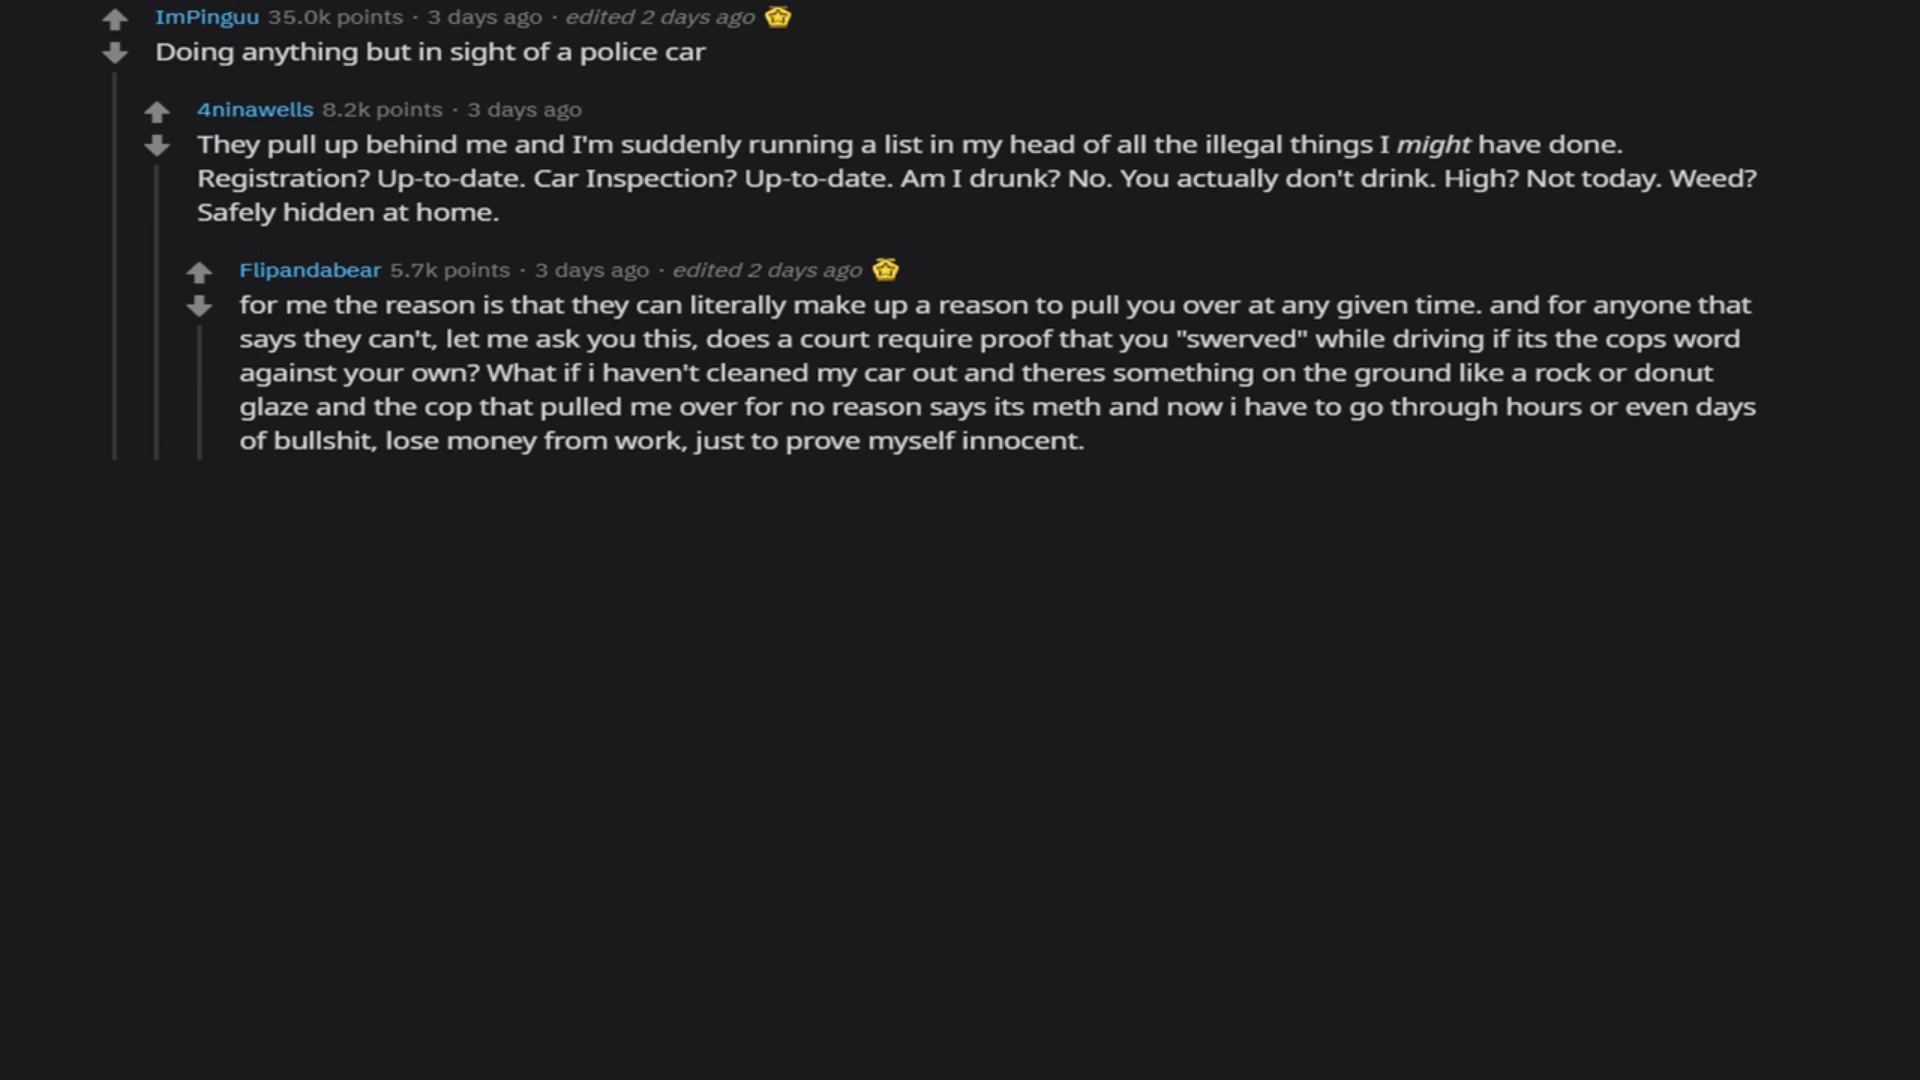 ImPinguu 35.0k points · 3 days ago · edited 2 days ago
Doing anything but in sight of a police car
4ninawells 8.2k points · 3 days ago
They pull up behind me and I'm suddenly running a list in my head of all the illegal things I might have done.
Registration? Up-to-date. Car Inspection? Up-to-date. Am I drunk? No. You actually don't drink. High? Not today. Weed?
Safely hidden at home.
Flipandabear 5.7k points · 3 days ago · edited 2 days ago
for me the reason is that they can literally make up a reason to pull you over at any given time. and for anyone that
says they can't, let me ask you this, does a court require proof that you "swerved" while driving if its the cops word
against your own? What if i haven't cleaned my car out and theres something on the ground like a rock or donut
glaze and the cop that pulled me over for no reason says its meth and now i have to go through hours or even days
of bullshit, lose money from work, just to prove myself innocent.